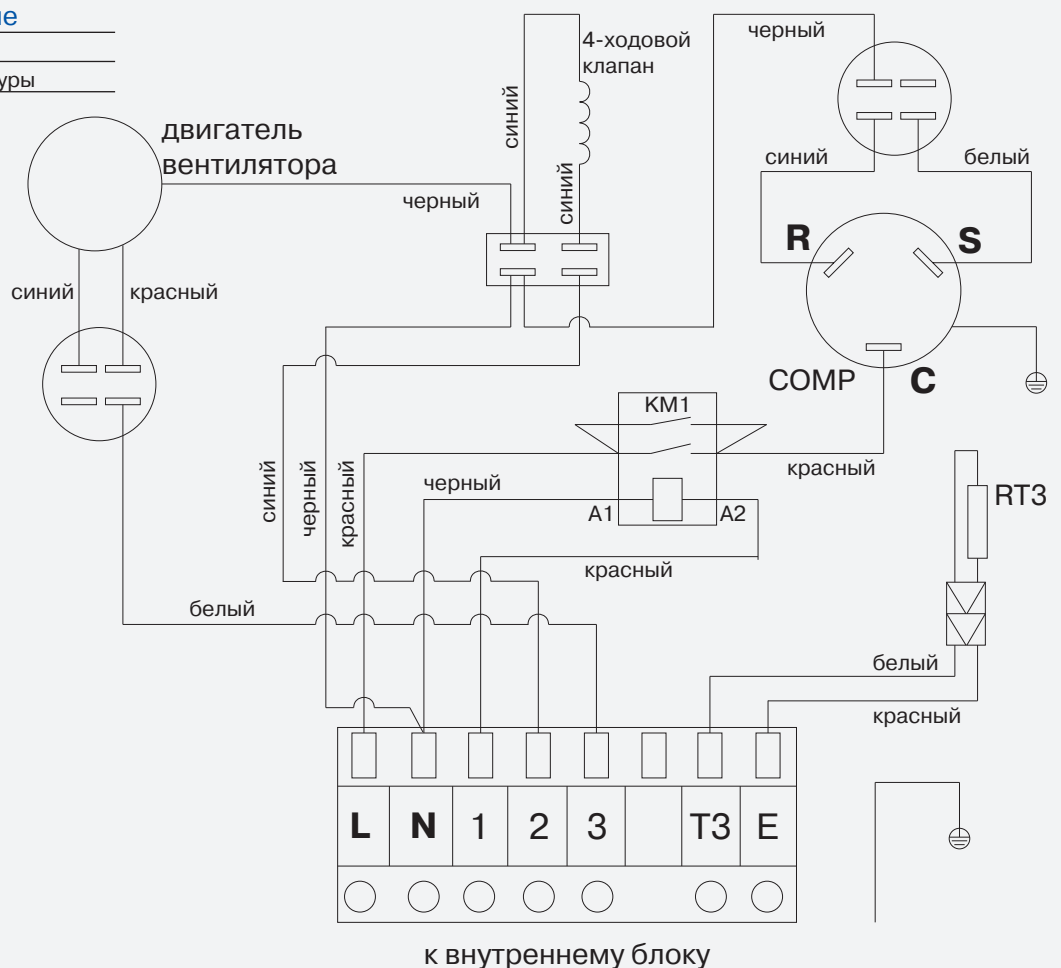 4-ходовой
клапан
черный
двигатель
вентилятора
синий
синий
черный
синий
белый
R
S
синий
красный
COMP
C
KM1
синий
черный
красный
черный
красный
A1
A2
RT3
красный
белый
белый
красный
L N 1 2 3 T3 E
к внутреннему блоку